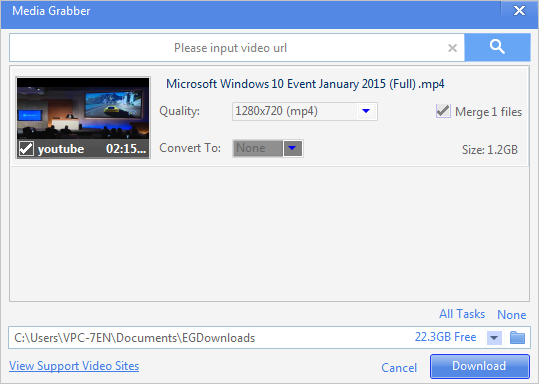 Media Grabber
Please input video url
Microsoft Windows 10 Event January 2015 (Full) .mp4
Quality: 1280x720 (mp4) Merge 1 files
youtube 02:15...
Convert To: None Size: 1.2GB
All Tasks None
C:\Users\VPC-7EN\Documents\EGDownloads 22.3GB Free
View Support Video Sites Cancel Download